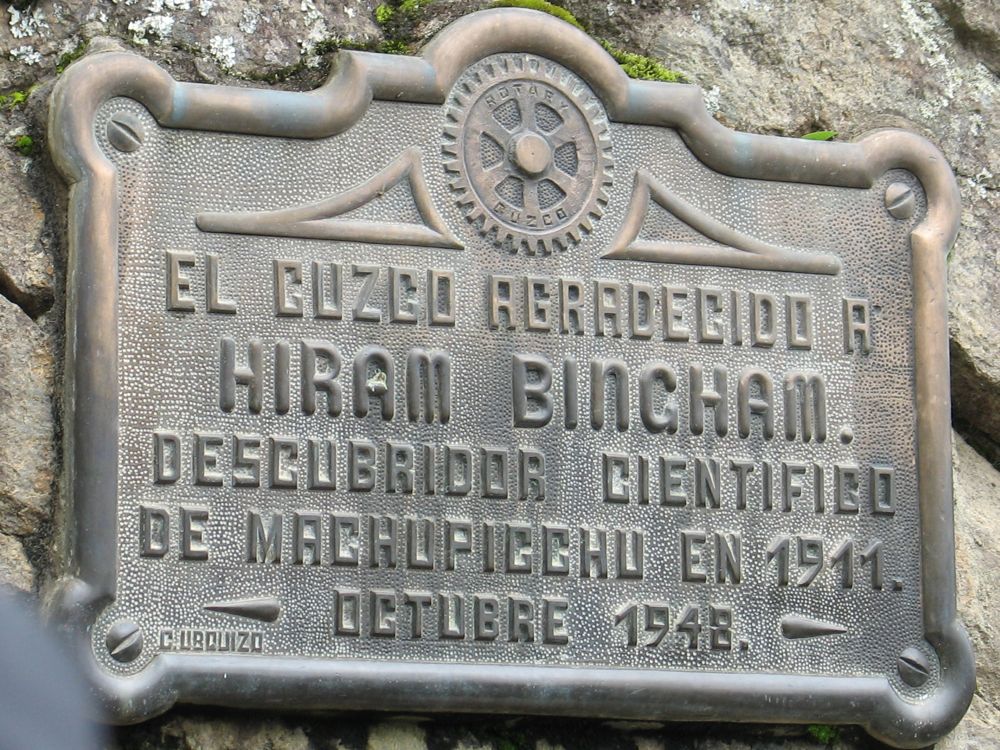 ROTARY
CUZCO
EL CUZCO AGRADECIDO A
HIRAM BINGHAM.
DESCUBRIDOR CIENTIFICO
DE MACHUPICCHU EN 1911.
OCTUBRE 1948.
C. URQUIZO